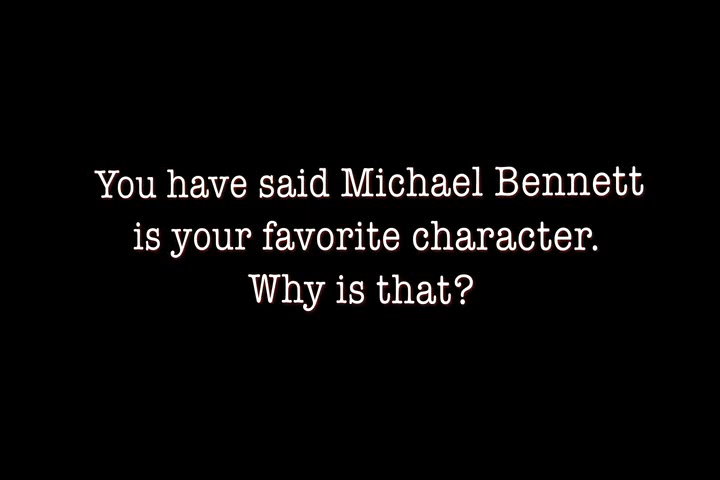 You have said Michael Bennett
is your favorite character.
Why is that?